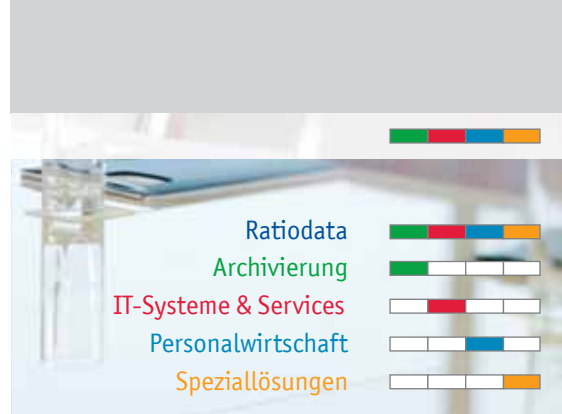 Ratiodata
Archivierung
IT-Systeme & Services
Personalwirtschaft
Speziallösungen